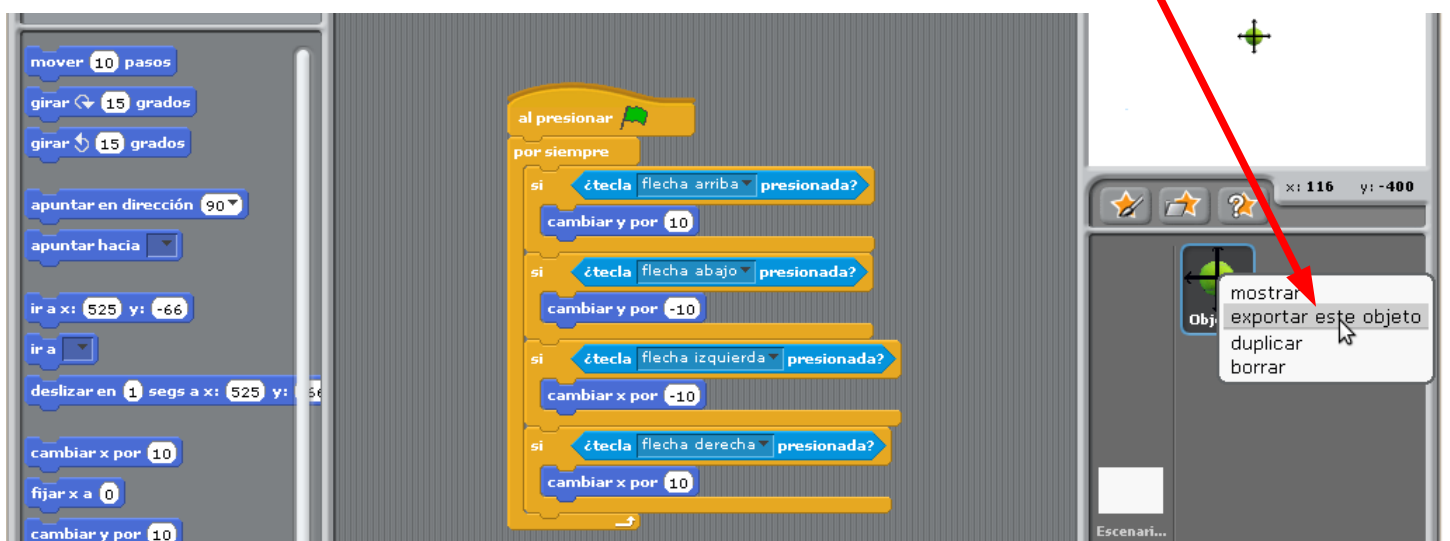 mover 10 pasos
girar 15 grados
girar 15 grados
apuntar en dirección 90
apuntar hacia
ir a x: 525 y: -66
ir a
deslizar en 1 segs a x: 525 y:
cambiar x por 10
fijar x a 0
cambiar y por 10
al presionar
por siempre
si ¿tecla flecha arriba presionada?
cambiar y por 10
si ¿tecla flecha abajo presionada?
cambiar y por -10
si ¿tecla flecha izquierda presionada?
cambiar x por -10
si ¿tecla flecha derecha presionada?
cambiar x por 10
x: 116 y: -400
mostrar
exportar este objeto
duplicar
borrar
Escenari...